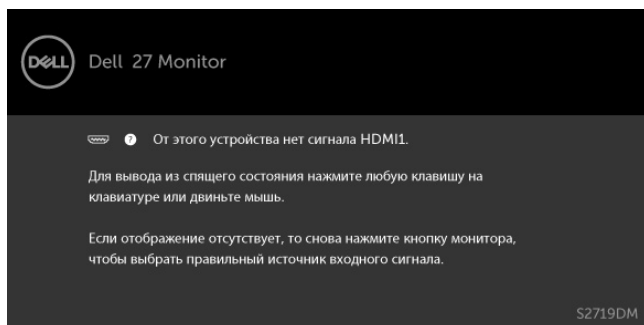 DELL
Dell 27 Monitor
? От этого устройства нет сигнала HDMI1.
Для вывода из спящего состояния нажмите любую клавишу на
клавиатуре или двиньте мышь.
Если отображение отсутствует, то снова нажмите кнопку монитора,
чтобы выбрать правильный источник входного сигнала.
S2719DM